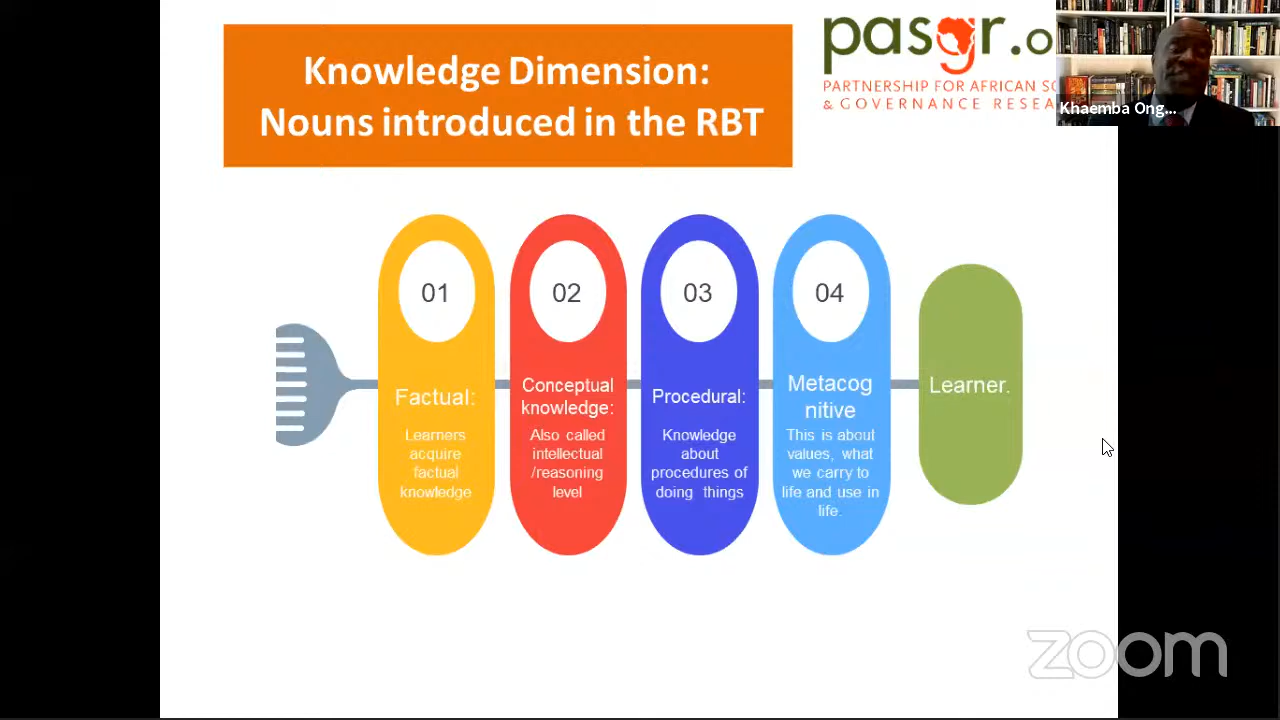 Knowledge Dimension:
Nouns introduced in the RBT
pasgr.o
PARTNERSHIP FOR AFRICAN SO
& GOVERNANCE RESEA
Khaemba Ong...
01
Factual:
Learners
acquire
factual
knowledge
02
Conceptual
knowledge:
Also called
intellectual
/reasoning
level
03
Procedural:
Knowledge
about
procedures of
doing things
04
Metacog
nitive
This is about
values, what
we carry to
life and use in
life.
Learner.
zoom